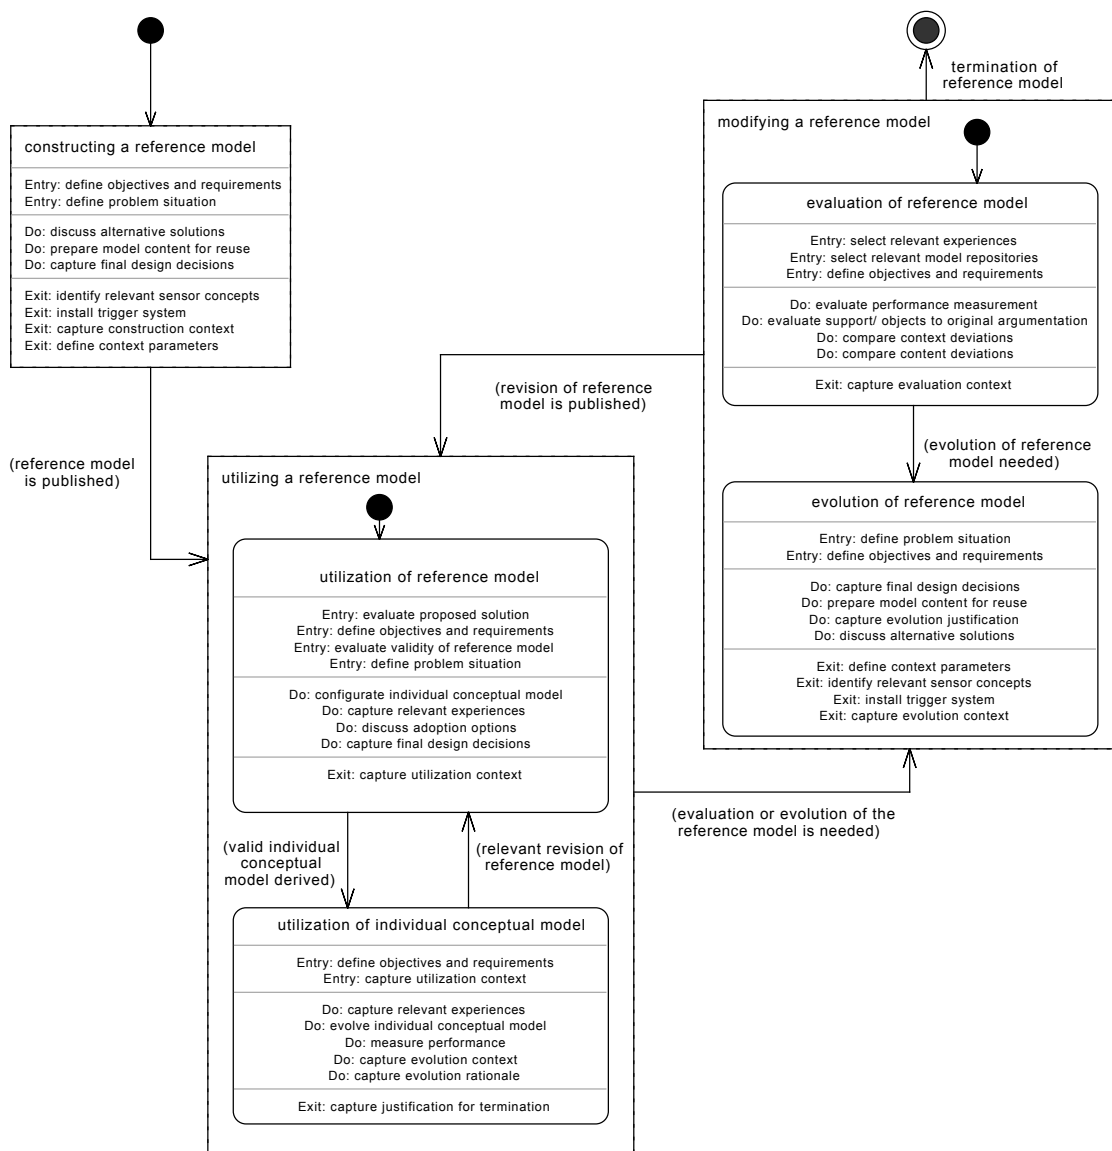 constructing a reference model
Entry: define objectives and requirements
Entry: define problem situation
Do: discuss alternative solutions
Do: prepare model content for reuse
Do: capture final design decisions
Exit: identify relevant sensor concepts
Exit: install trigger system
Exit: capture construction context
Exit: define context parameters
(reference model
is published)
termination of
reference model
modifying a reference model
evaluation of reference model
Entry: select relevant experiences
Entry: select relevant model repositories
Entry: define objectives and requirements
Do: evaluate performance measurement
Do: evaluate support/ objects to original argumentation
Do: compare context deviations
Do: compare content deviations
Exit: capture evaluation context
(revision of reference
model is published)
(evolution of reference
model needed)
evolution of reference model
Entry: define problem situation
Entry: define objectives and requirements
Do: capture final design decisions
Do: prepare model content for reuse
Do: capture evolution justification
Do: discuss alternative solutions
Exit: define context parameters
Exit: identify relevant sensor concepts
Exit: install trigger system
Exit: capture evolution context
utilizing a reference model
utilization of reference model
Entry: evaluate proposed solution
Entry: define objectives and requirements
Entry: evaluate validity of reference model
Entry: define problem situation
Do: configurate individual conceptual model
Do: capture relevant experiences
Do: discuss adoption options
Do: capture final design decisions
Exit: capture utilization context
(evaluation or evolution of the
reference model is needed)
(valid individual
conceptual
model derived)
(relevant revision of
reference model)
utilization of individual conceptual model
Entry: define objectives and requirements
Entry: capture utilization context
Do: capture relevant experiences
Do: evolve individual conceptual model
Do: measure performance
Do: capture evolution context
Do: capture evolution rationale
Exit: capture justification for termination